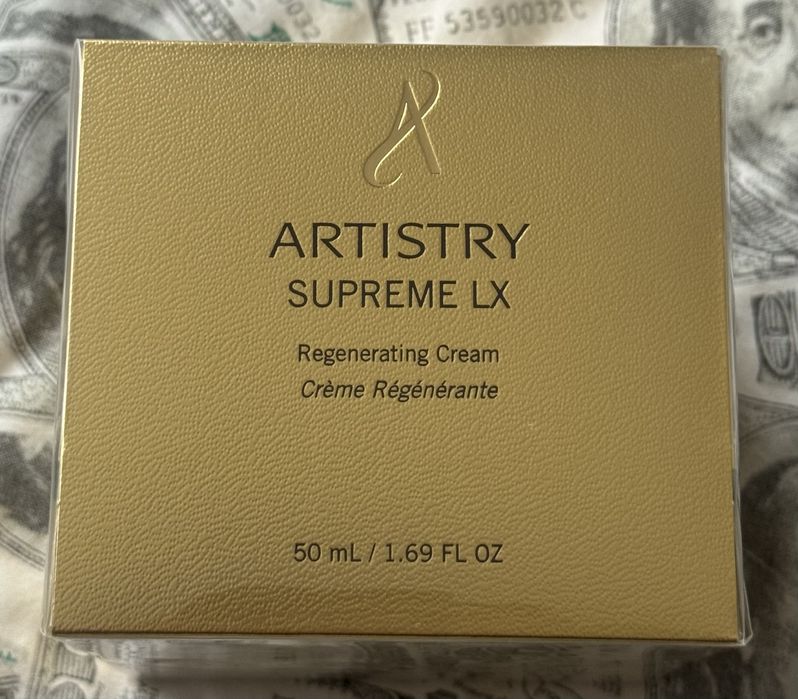 FF 53590032 C
A
ARTISTRY
SUPREME LX
Regenerating Cream
Crème Régénérante
50 mL / 1.69 FL OZ